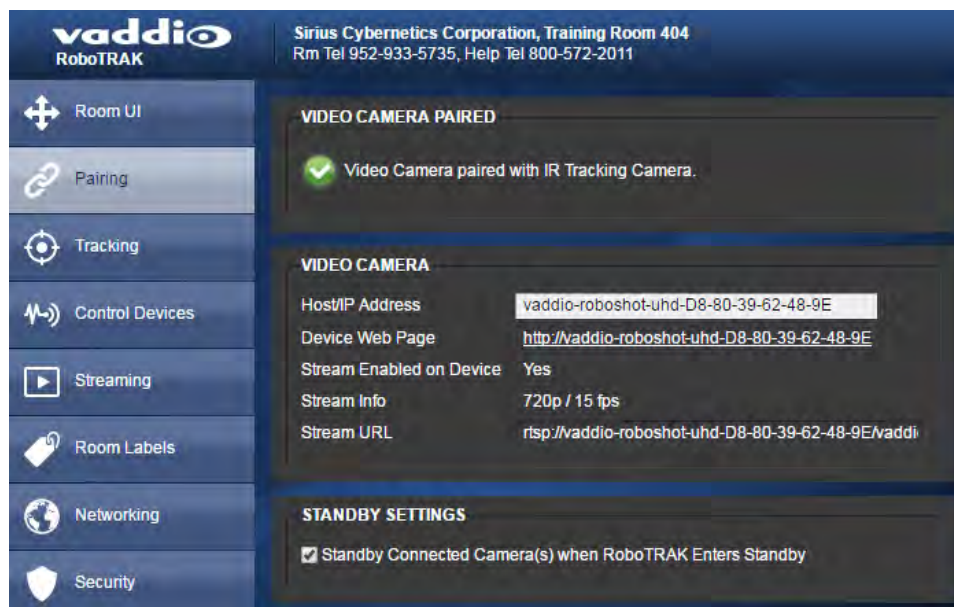 vaddio
RoboTRAK
Sirius Cybernetics Corporation, Training Room 404
Rm Tel 952-933-5735, Help Tel 800-572-2011
Room UI
Pairing
Tracking
Control Devices
Streaming
Room Labels
Networking
Security
VIDEO CAMERA PAIRED
Video Camera paired with IR Tracking Camera.
VIDEO CAMERA
Host/IP Address vaddio-roboshot-uhd-D8-80-39-62-48-9E
Device Web Page http://vaddio-roboshot-uhd-D8-80-39-62-48-9E
Stream Enabled on Device Yes
Stream Info 720p / 15 fps
Stream URL rtsp://vaddio-roboshot-uhd-D8-80-39-62-48-9E/vaddi
STANDBY SETTINGS
Standby Connected Camera(s) when RoboTRAK Enters Standby